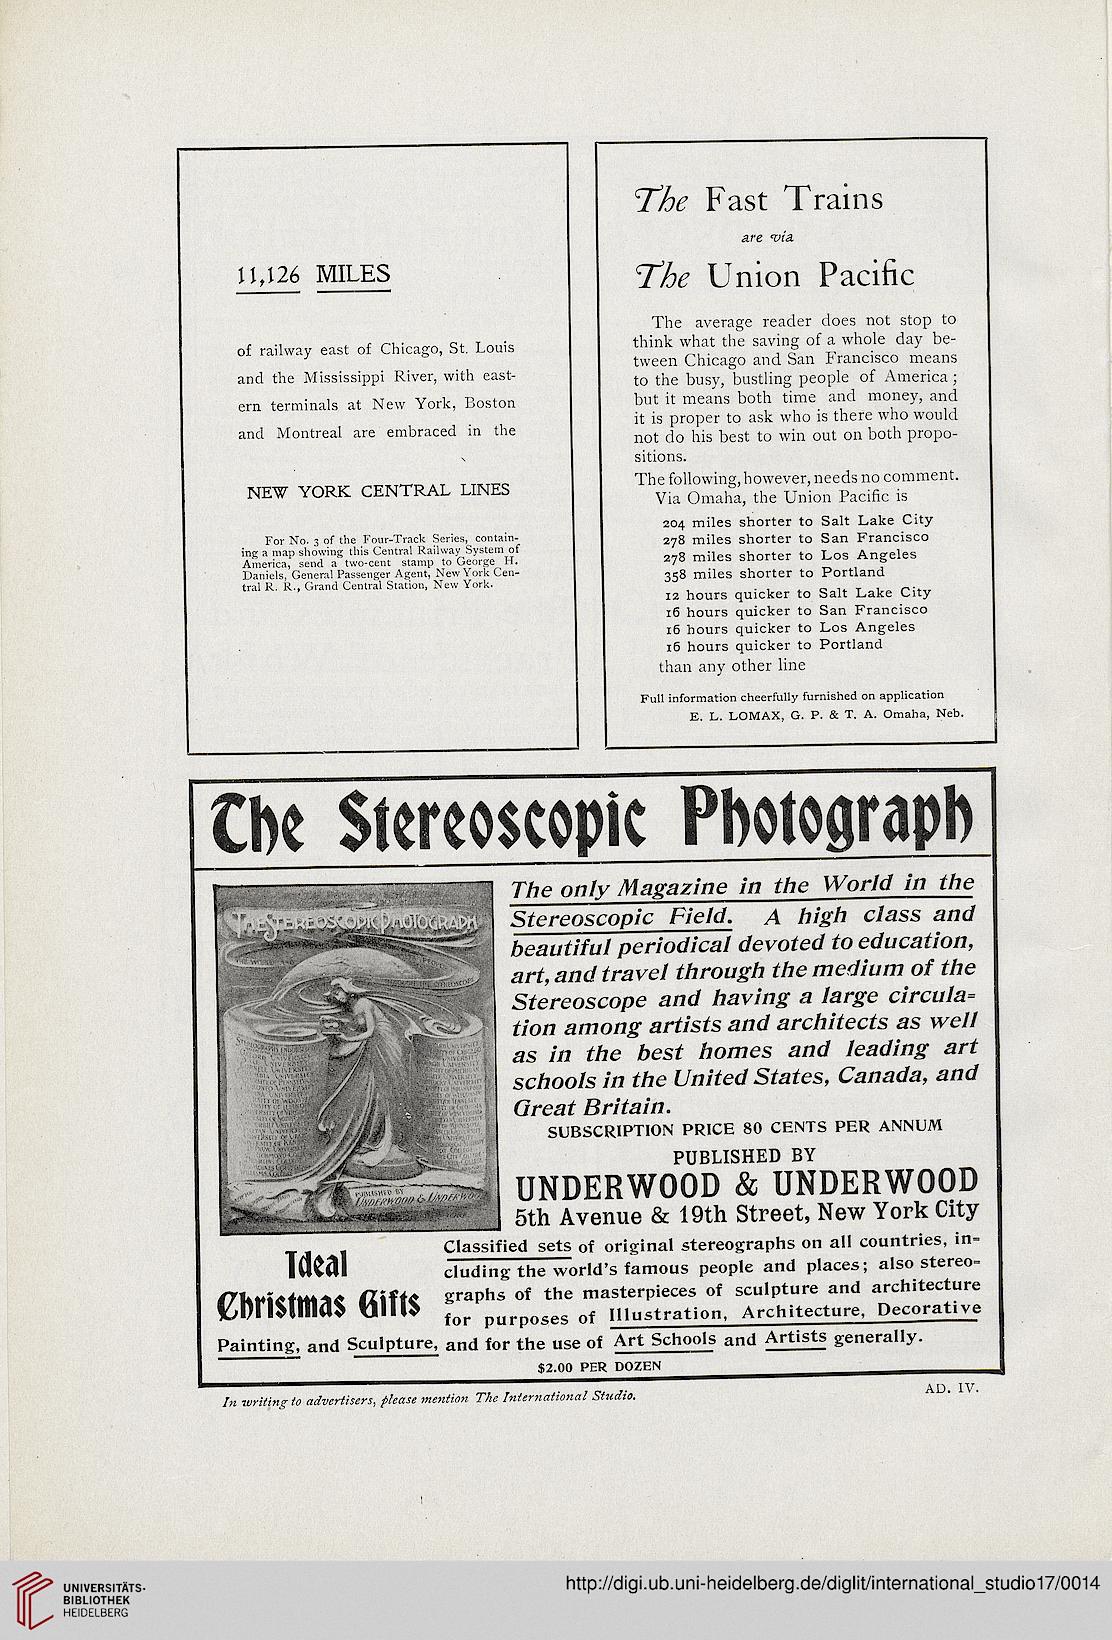 11,126 MILES
of railway east of Chicago, St. Louis
and the Mississippi River, with east-
ern terminals at New York, Boston
and Montreal are embraced in the
NEW YORK CENTRAL LINES
For No. 3 of the Four-Track Series, contain-
ing a map showing this Central Railway System of
America, send a two-cent stamp to George H.
Daniels, General Passenger Agent, New York Cen-
tral R. R., Grand Central Station, New York.
The Fast Trains
are via
The Union Pacific
The average reader does not stop to
think what the saving of a whole day be-
tween Chicago and San Francisco means
to the busy, bustling people of America;
but it means both time and money, and
it is proper to ask who is there who would
not do his best to win out on both propo-
sitions.
The following, however, needs no comment.
Via Omaha, the Union Pacific is
204 miles shorter to Salt Lake City
278 miles shorter to San Francisco
278 miles shorter to Los Angeles
358 miles shorter to Portland
12 hours quicker to Salt Lake City
16 hours quicker to San Francisco
16 hours quicker to Los Angeles
16 hours quicker to Portland
than any other line
Full information cheerfully furnished on application
E. L. LOMAX, G. P. & T. A. Omaha, Neb.
The Stereoscopic Photograph
THE STEREOSCOPIC PHOTOGRAPH
PUBLISHED BY
UNDERWOOD & UNDERWOOD
The only Magazine in the World in the
Stereoscopic Field. A high class and
beautiful periodical devoted to education,
art, and travel through the medium of the
Stereoscope and having a large circula-
tion among artists and architects as well
as in the best homes and leading art
schools in the United States, Canada, and
Great Britain.
SUBSCRIPTION PRICE 80 CENTS PER ANNUM
PUBLISHED BY
UNDERWOOD & UNDERWOOD
5th Avenue & 19th Street, New York City
Ideal
Christmas Gifts
Classified sets of original stereographs on all countries, in-
cluding the world's famous people and places; also stereo-
graphs of the masterpieces of sculpture and architecture
for purposes of Illustration, Architecture, Decorative
Painting, and Sculpture, and for the use of Art Schools and Artists generally.
$2.00 PER DOZEN
In writing to advertisers, please mention The International Studio.
AD. IV.
UNIVERSITÄTS-
BIBLIOTHEK
HEIDELBERG
http://digi.ub.uni-heidelberg.de/diglit/international_studio17/0014